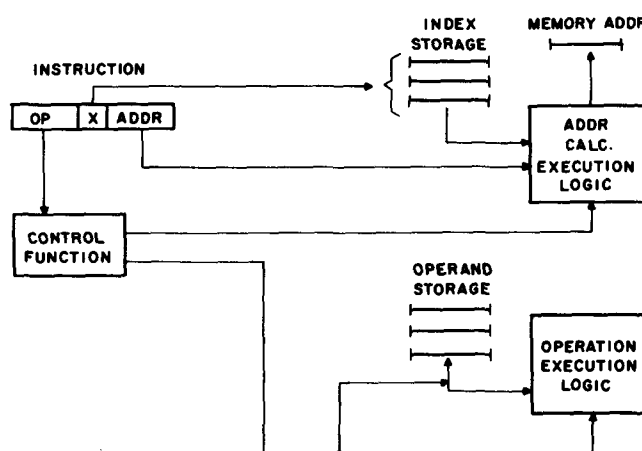 INDEX
STORAGE
MEMORY ADDR
INSTRUCTION
OP X ADDR
ADDR
CALC.
EXECUTION
LOGIC
CONTROL
FUNCTION
OPERAND
STORAGE
OPERATION
EXECUTION
LOGIC